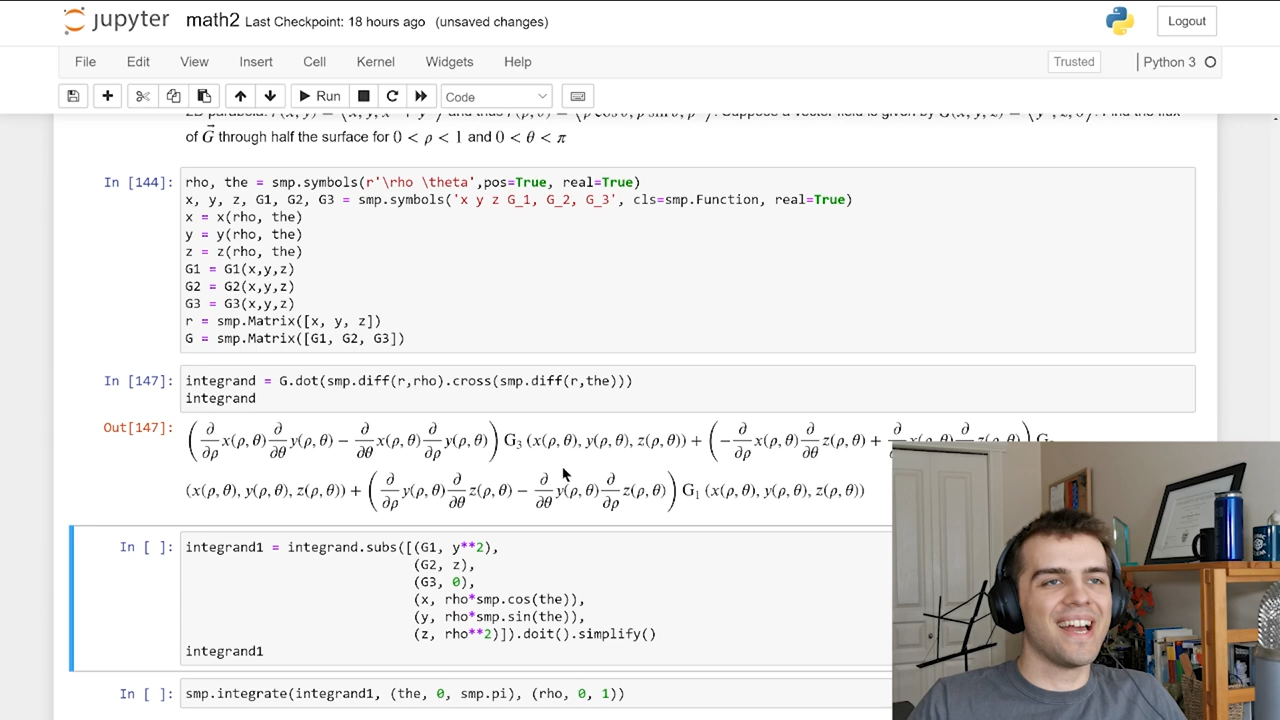 jupyter math2 Last Checkpoint: 18 hours ago (unsaved changes) Logout
File Edit View Insert Cell Kernel Widgets Help Trusted Python 3
Run Code
of G⃗ through half the surface for 0 < ρ < 1 and 0 < θ < π
In [144]: rho, the = smp.symbols(r'\rho \theta',pos=True, real=True)
x, y, z, G1, G2, G3 = smp.symbols('x y z G_1, G_2, G_3', cls=smp.Function, real=True)
x = x(rho, the)
y = y(rho, the)
z = z(rho, the)
G1 = G1(x,y,z)
G2 = G2(x,y,z)
G3 = G3(x,y,z)
r = smp.Matrix([x, y, z])
G = smp.Matrix([G1, G2, G3])
In [147]: integrand = G.dot(smp.diff(r,rho).cross(smp.diff(r,the)))
integrand
Out[147]: (∂/∂ρ x(ρ, θ) ∂/∂θ y(ρ, θ) − ∂/∂θ x(ρ, θ) ∂/∂ρ y(ρ, θ)) G₃ (x(ρ, θ), y(ρ, θ), z(ρ, θ)) + (−∂/∂ρ x(ρ, θ) ∂/∂θ z(ρ, θ) +
(x(ρ, θ), y(ρ, θ), z(ρ, θ)) + (∂/∂ρ y(ρ, θ) ∂/∂θ z(ρ, θ) − ∂/∂θ y(ρ, θ) ∂/∂ρ z(ρ, θ)) G₁ (x(ρ, θ), y(ρ, θ), z(ρ, θ))
In [ ]: integrand1 = integrand.subs([(G1, y**2),
(G2, z),
(G3, 0),
(x, rho*smp.cos(the)),
(y, rho*smp.sin(the)),
(z, rho**2)]).doit().simplify()
integrand1
In [ ]: smp.integrate(integrand1, (the, 0, smp.pi), (rho, 0, 1))